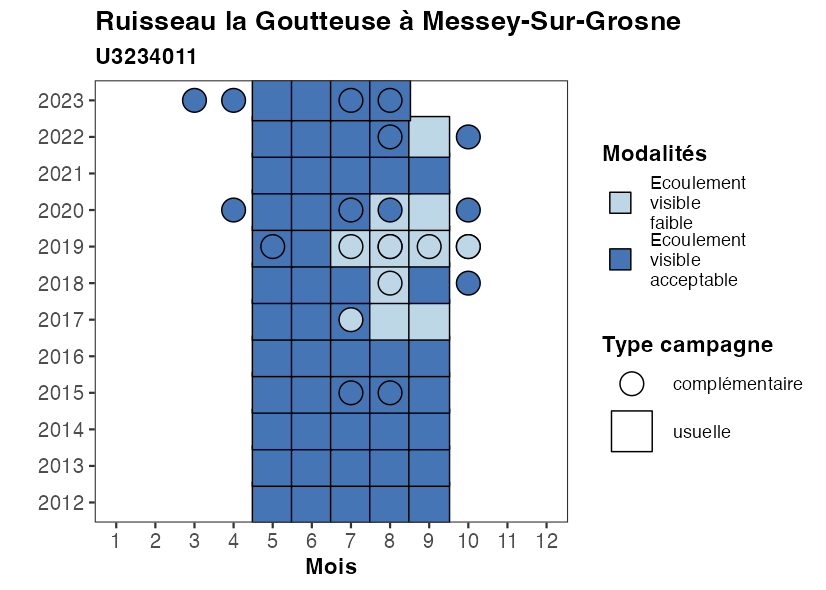 Ruisseau la Goutteuse à Messey-Sur-Grosne
U3234011
2023
2022
2021
2020
2019
2018
2017
2016
2015
2014
2013
2012
1 2 3 4 5 6 7 8 9 10 11 12
Mois
Modalités
Ecoulement
visible
faible
Ecoulement
visible
acceptable
Type campagne
complémentaire
usuelle